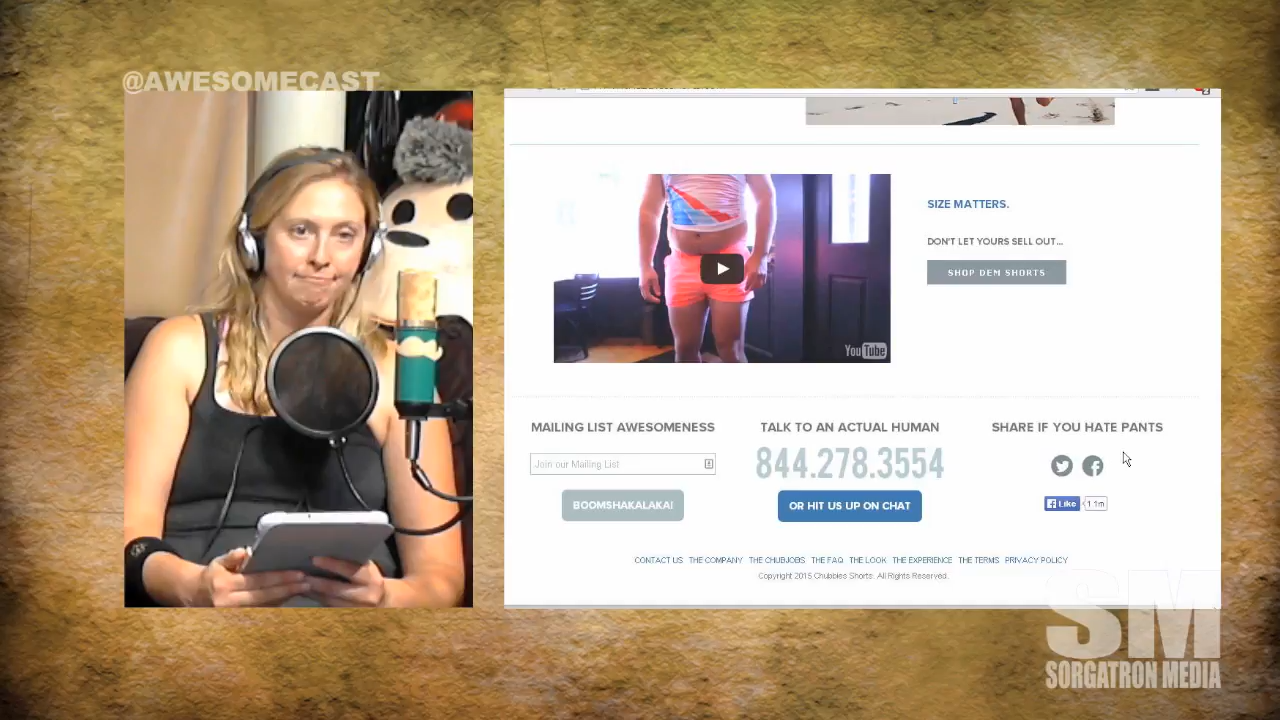 @AWESOMECAST
SIZE MATTERS.
DON'T LET YOURS SELL OUT...
SHOP DEM SHORTS
YouTube
MAILING LIST AWESOMENESS
TALK TO AN ACTUAL HUMAN
SHARE IF YOU HATE PANTS
Join our Mailing List
844.278.3554
BOOMSHAKALAKA!
OR HIT US UP ON CHAT
Like
1.1m
CONTACT US THE COMPANY THE CHUBJOBS THE FAQ THE LOOK THE EXPERIENCE THE TERMS PRIVACY POLICY
Copyright 2015 Chubbies Shorts. All Rights Reserved.
SM
SORGATRON MEDIA